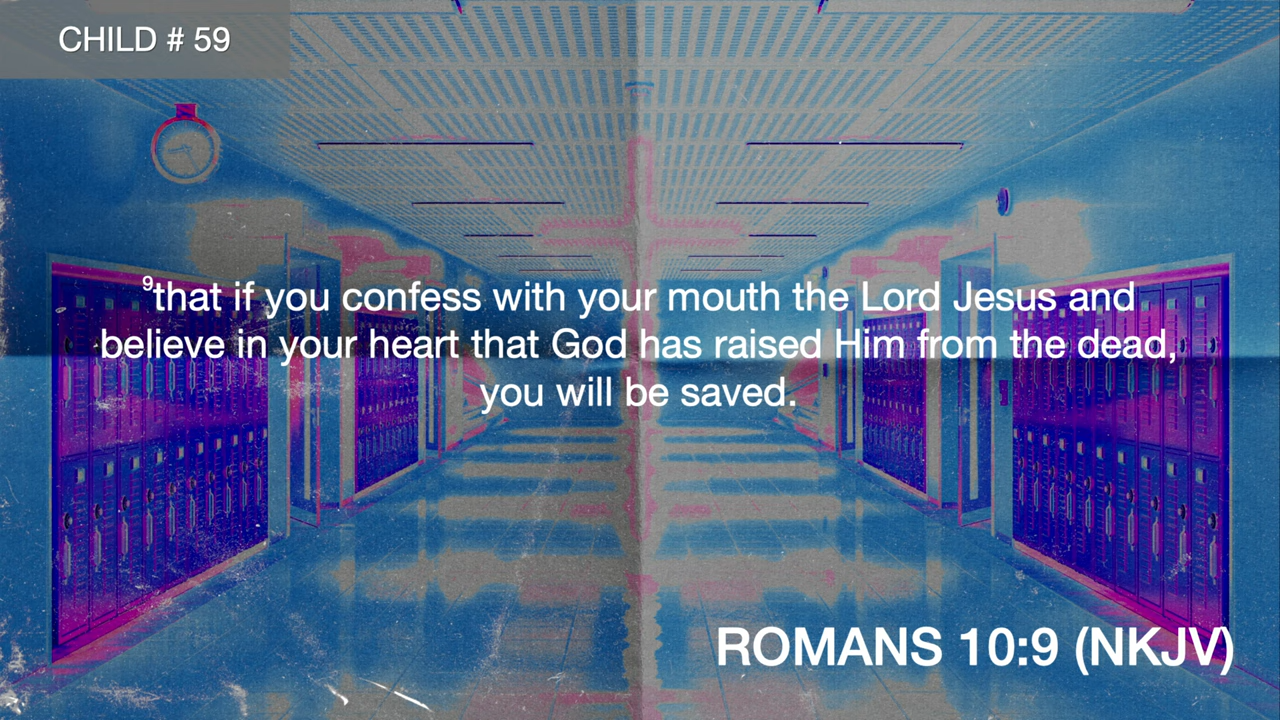 CHILD # 59
⁹that if you confess with your mouth the Lord Jesus and
believe in your heart that God has raised Him from the dead,
you will be saved.
ROMANS 10:9 (NKJV)